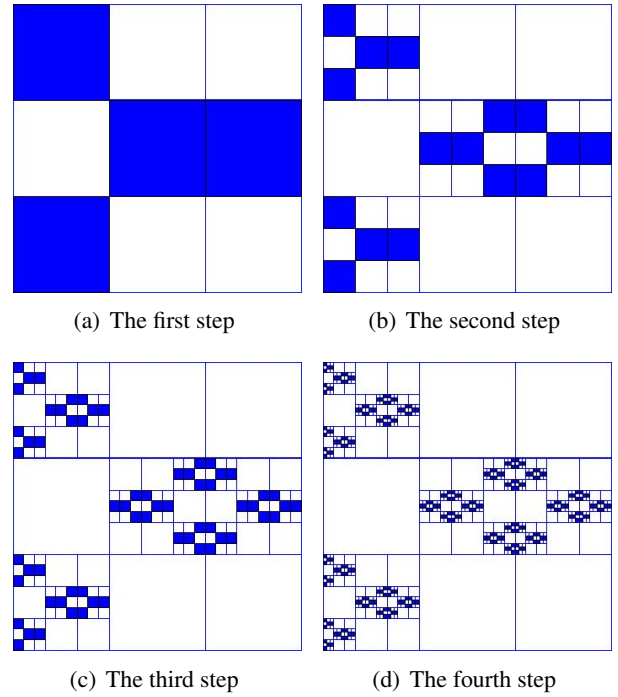 (a) The first step
(b) The second step
(c) The third step
(d) The fourth step